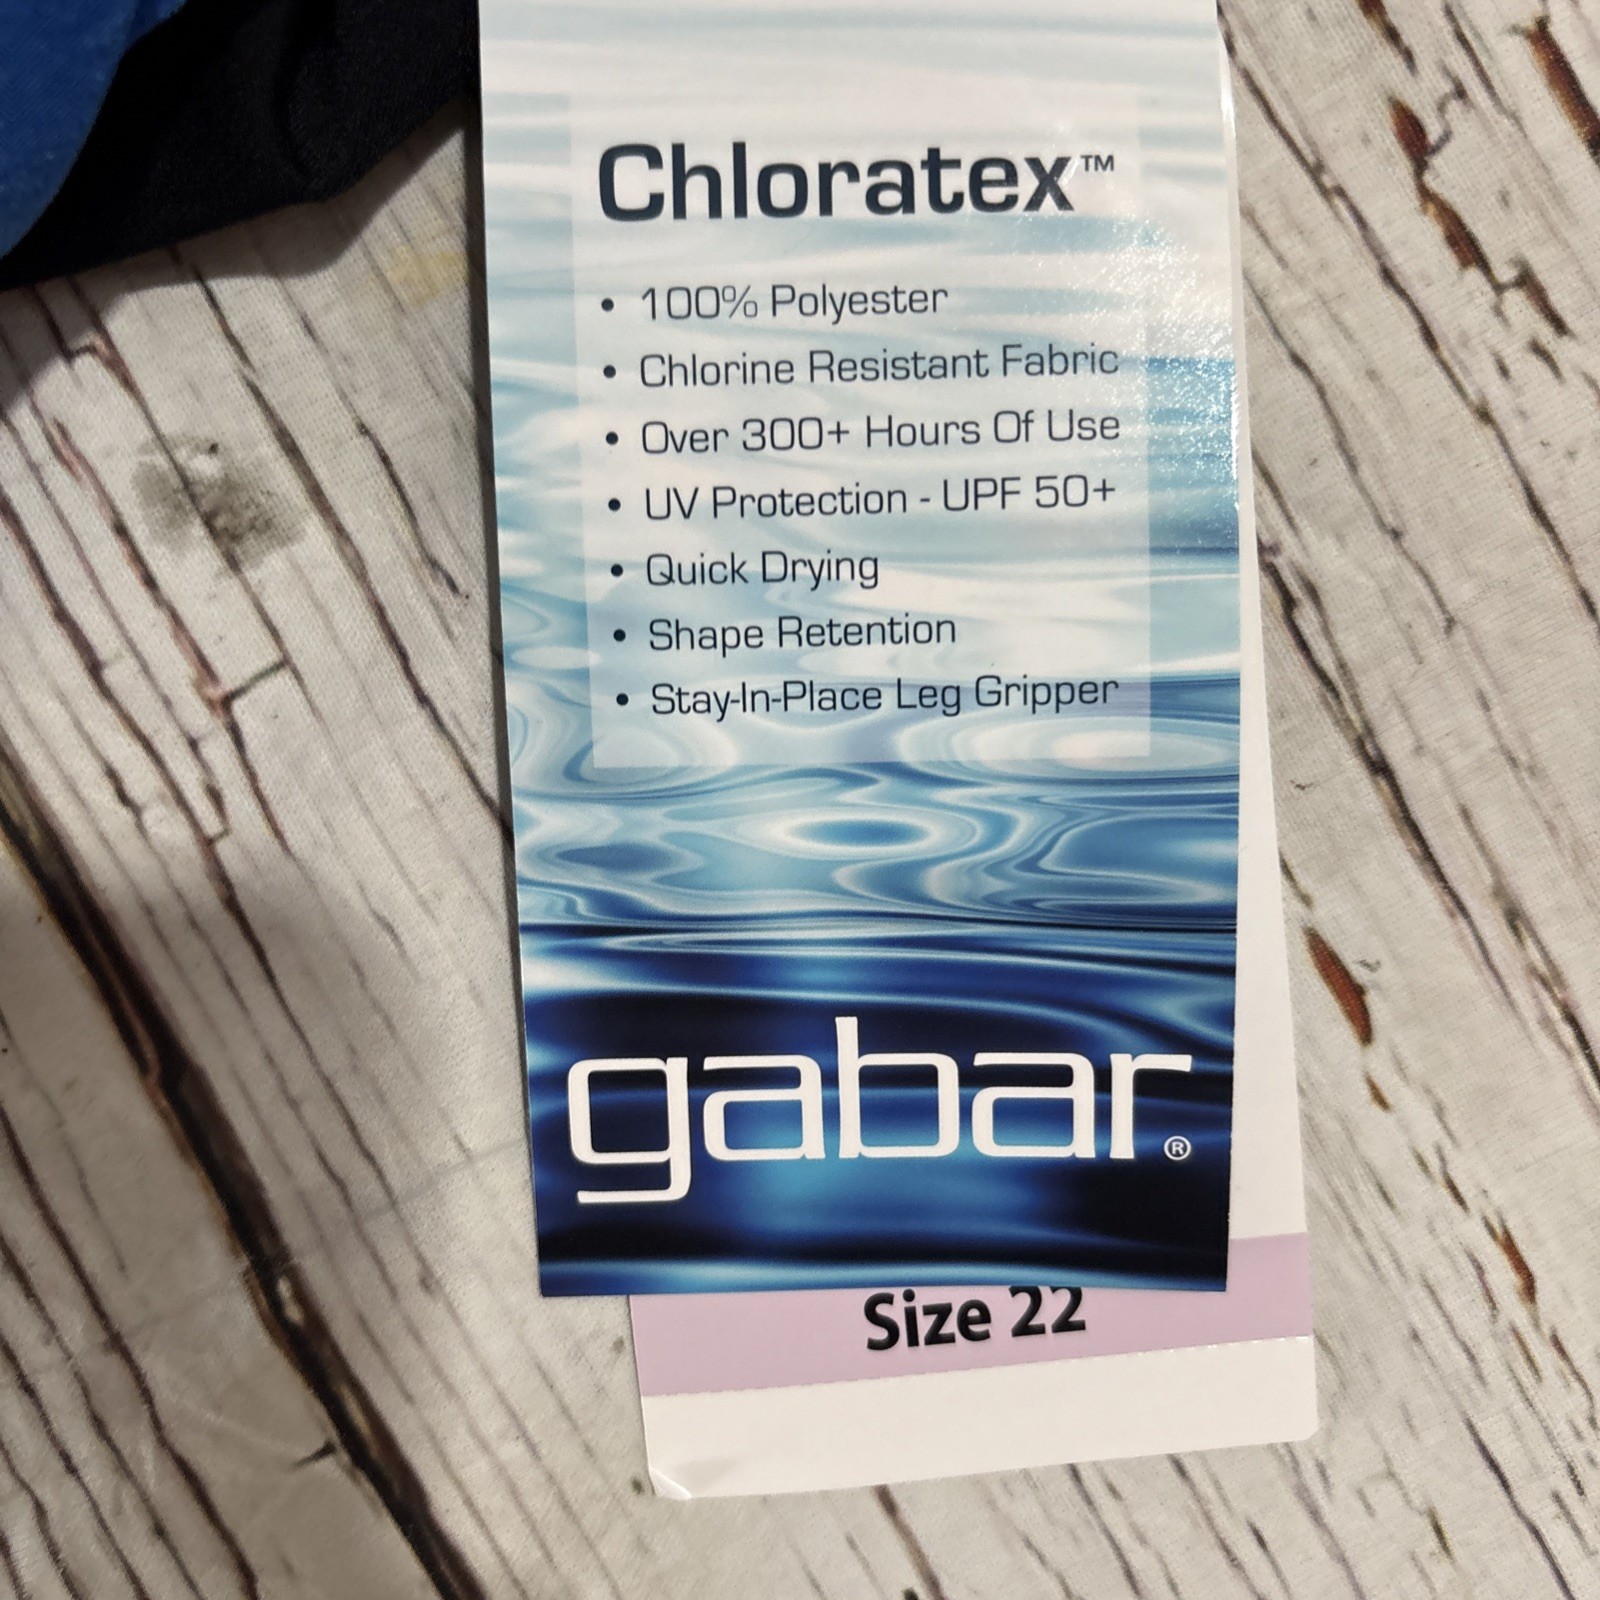 Chloratex™
• 100% Polyester
• Chlorine Resistant Fabric
• Over 300+ Hours Of Use
• UV Protection - UPF 50+
• Quick Drying
• Shape Retention
• Stay-In-Place Leg Gripper
gabar®
Size 22